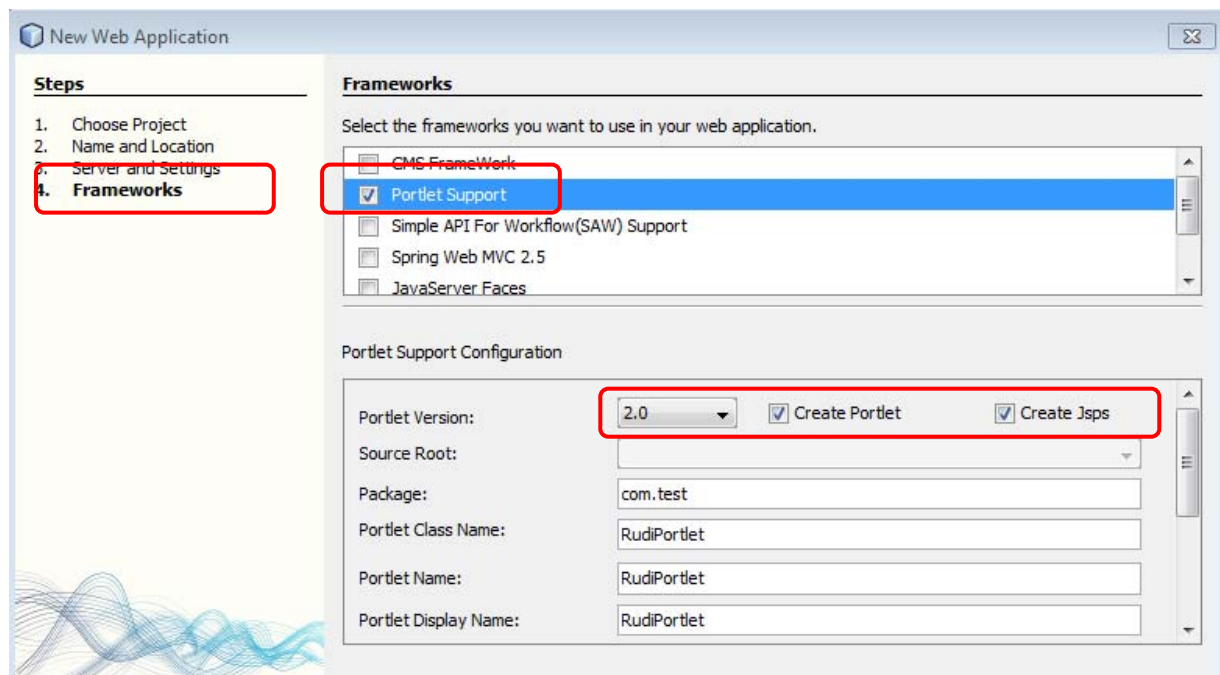 New Web Application
Steps
1. Choose Project
2. Name and Location
3. Server and Settings
4. Frameworks
Frameworks
Select the frameworks you want to use in your web application.
CMS FrameWork
Portlet Support
Simple API For Workflow(SAW) Support
Spring Web MVC 2.5
JavaServer Faces
Portlet Support Configuration
Portlet Version: 2.0 Create Portlet Create Jsps
Source Root:
Package: com.test
Portlet Class Name: RudiPortlet
Portlet Name: RudiPortlet
Portlet Display Name: RudiPortlet